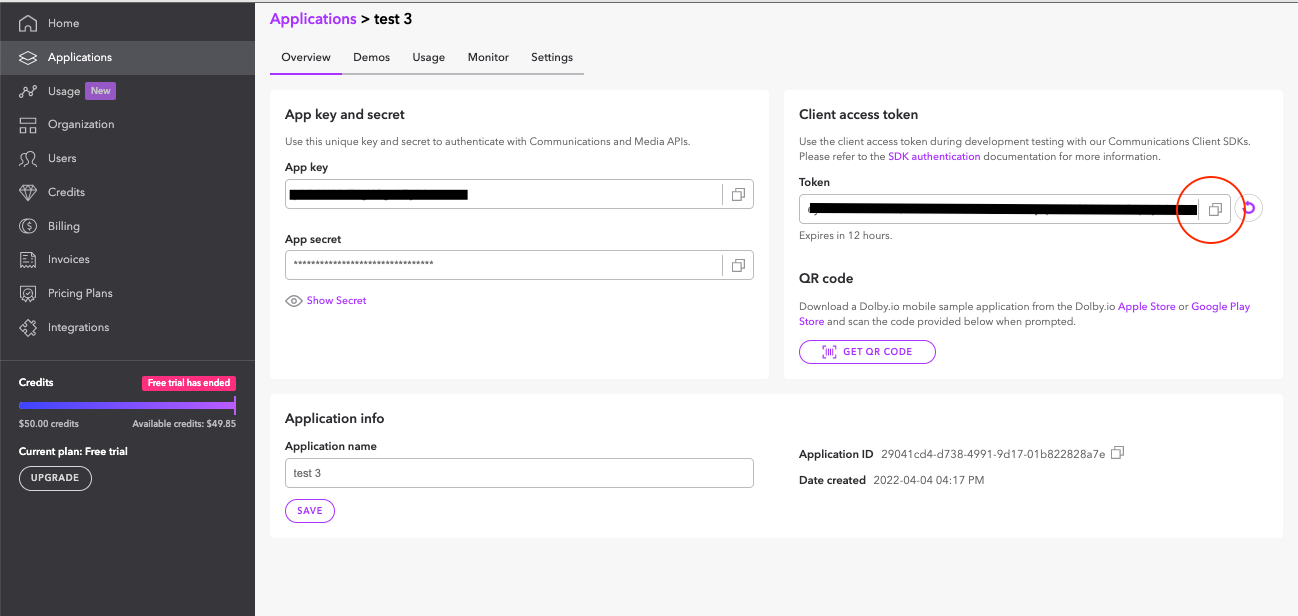 Home
Applications
Usage New
Organization
Users
Credits
Billing
Invoices
Pricing Plans
Integrations
Credits Free trial has ended
$50.00 credits Available credits: $49.85
Current plan: Free trial
UPGRADE
Applications > test 3
Overview Demos Usage Monitor Settings
App key and secret
Use this unique key and secret to authenticate with Communications and Media APIs.
App key
App secret
********************************
Show Secret
Client access token
Use the client access token during development testing with our Communications Client SDKs.
Please refer to the SDK authentication documentation for more information.
Token
Expires in 12 hours.
QR code
Download a Dolby.io mobile sample application from the Dolby.io Apple Store or Google Play
Store and scan the code provided below when prompted.
GET QR CODE
Application info
Application name
test 3
SAVE
Application ID 29041cd4-d738-4991-9d17-01b822828a7e
Date created 2022-04-04 04:17 PM